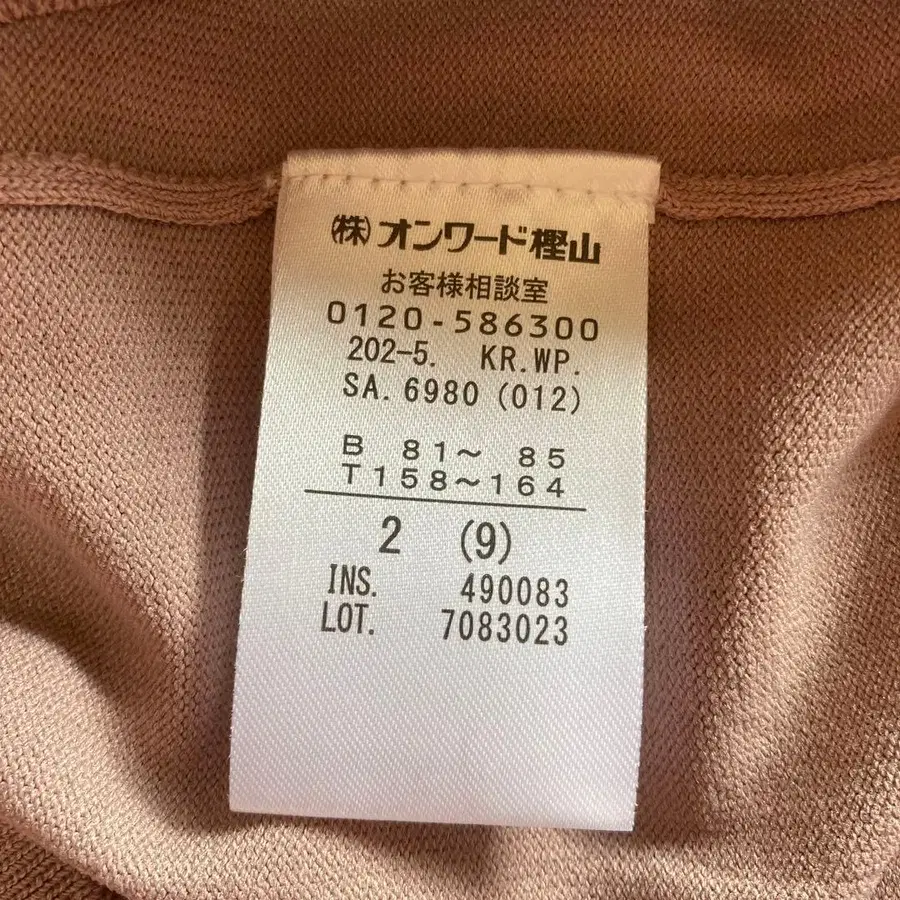 (株)オンワード樫山
お客様相談室
0120-586300
202-5. KR.WP.
SA.6980(012)
B 81～ 85
T158～164
2 (9)
INS. 490083
LOT. 7083023